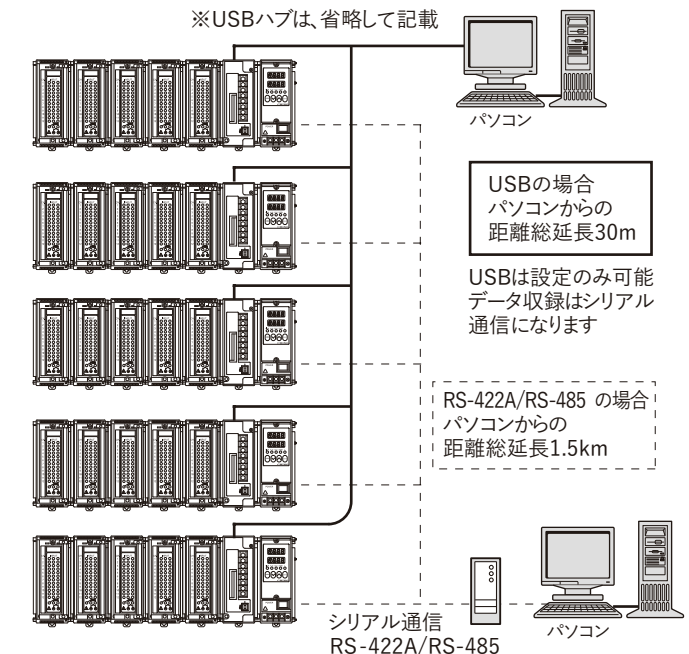 ※USBハブは、省略して記載
パソコン
USBの場合
パソコンからの
距離総延長30m
USBは設定のみ可能
データ収録はシリアル
通信になります
RS-422A/RS-485 の場合
パソコンからの
距離総延長1.5km
シリアル通信
RS-422A/RS-485
パソコン